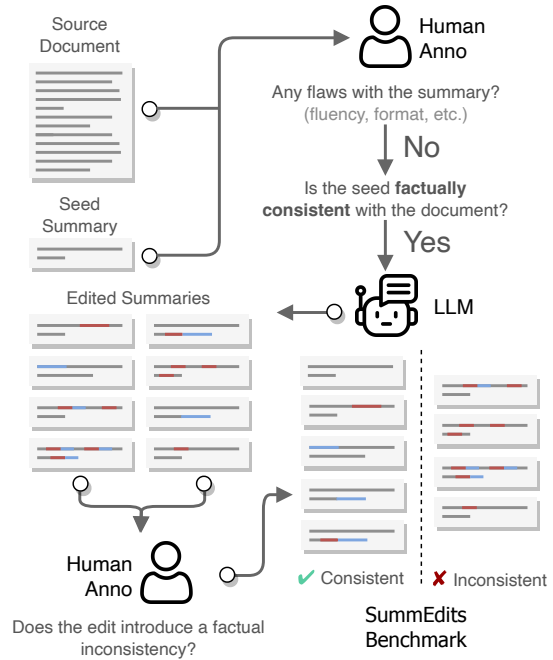 Source
Document
Human
Anno
Any flaws with the summary?
(fluency, format, etc.)
No
Is the seed factually
consistent with the document?
Yes
Seed
Summary
LLM
Edited Summaries
Human
Anno
Does the edit introduce a factual
inconsistency?
✔ Consistent
✘ Inconsistent
SummEdits
Benchmark